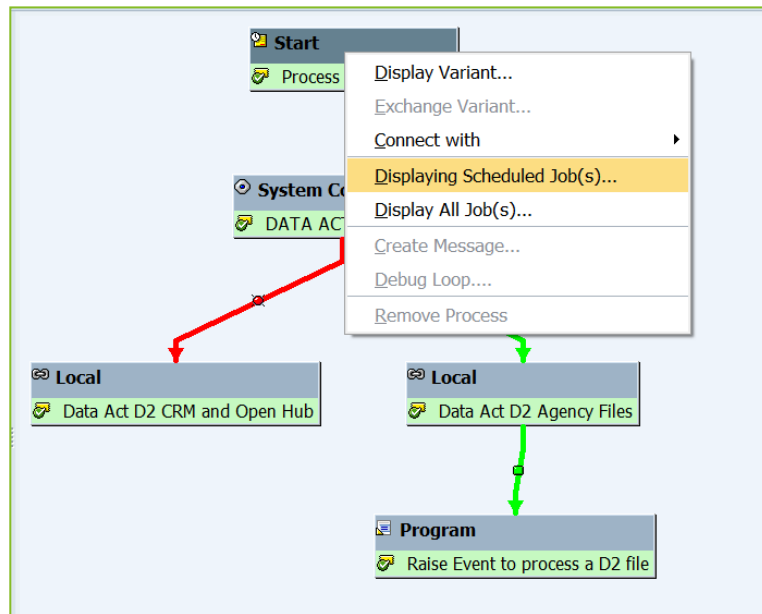 Start
Process
Display Variant...
Exchange Variant...
Connect with
Displaying Scheduled Job(s)...
Display All Job(s)...
Create Message...
Debug Loop....
Remove Process
System Co
DATA ACT
Local
Data Act D2 CRM and Open Hub
Local
Data Act D2 Agency Files
Program
Raise Event to process a D2 file